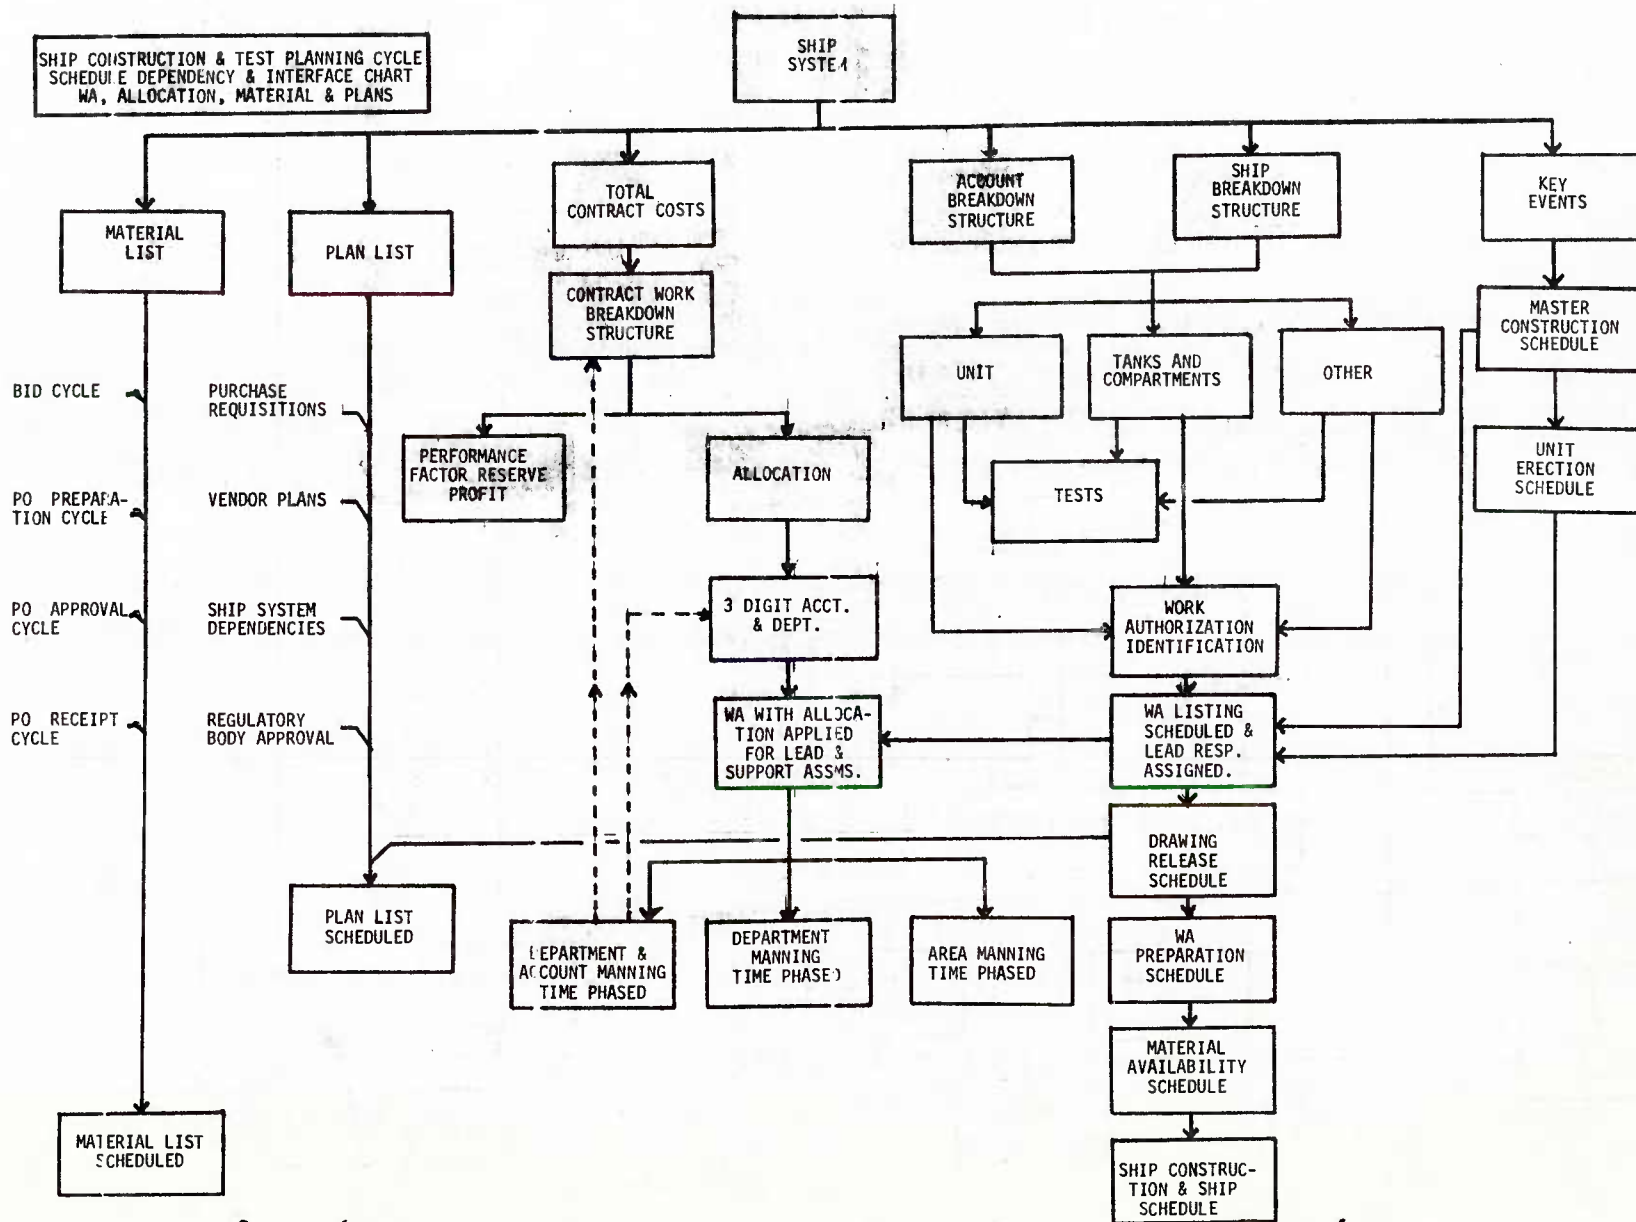 SHIP CONSTRUCTION & TEST PLANNING CYCLE
SCHEDULE DEPENDENCY & INTERFACE CHART
WA, ALLOCATION, MATERIAL & PLANS
SHIP
SYSTEM
MATERIAL
LIST
PLAN LIST
TOTAL
CONTRACT COSTS
ACCOUNT
BREAKDOWN
STRUCTURE
SHIP
BREAKDOWN
STRUCTURE
KEY
EVENTS
CONTRACT WORK
BREAKDOWN
STRUCTURE
MASTER
CONSTRUCTION
SCHEDULE
UNIT
TANKS AND
COMPARTMENTS
OTHER
BID CYCLE
PURCHASE
REQUISITIONS
PERFORMANCE
FACTOR RESERVE
PROFIT
ALLOCATION
TESTS
UNIT
ERECTION
SCHEDULE
PO PREPARA-
TION CYCLE
VENDOR PLANS
PO APPROVAL
CYCLE
SHIP SYSTEM
DEPENDENCIES
3 DIGIT ACCT.
& DEPT.
WORK
AUTHORIZATION
IDENTIFICATION
PO RECEIPT
CYCLE
REGULATORY
BODY APPROVAL
WA WITH ALLOCA-
TION APPLIED
FOR LEAD &
SUPPORT ASSMS.
WA LISTING
SCHEDULED &
LEAD RESP.
ASSIGNED.
DRAWING
RELEASE
SCHEDULE
PLAN LIST
SCHEDULED
DEPARTMENT &
ACCOUNT MANNING
TIME PHASED
DEPARTMENT
MANNING
TIME PHASED
AREA MANNING
TIME PHASED
WA
PREPARATION
SCHEDULE
MATERIAL
AVAILABILITY
SCHEDULE
MATERIAL LIST
SCHEDULED
SHIP CONSTRUC-
TION & SHIP
SCHEDULE